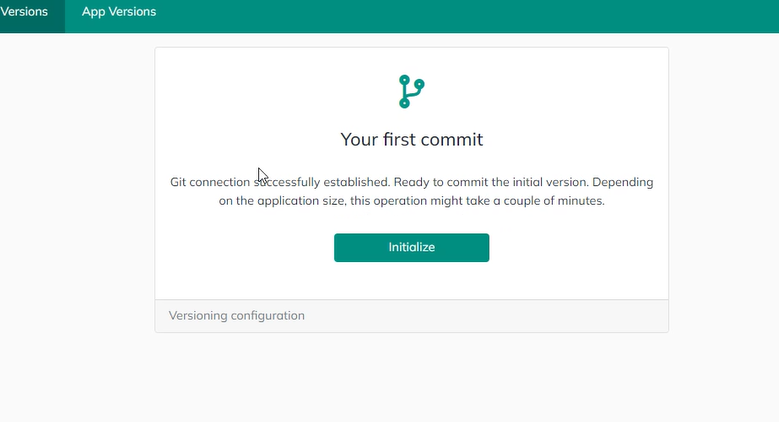 Versions
App Versions
Your first commit
Git connection successfully established. Ready to commit the initial version. Depending
on the application size, this operation might take a couple of minutes.
Initialize
Versioning configuration